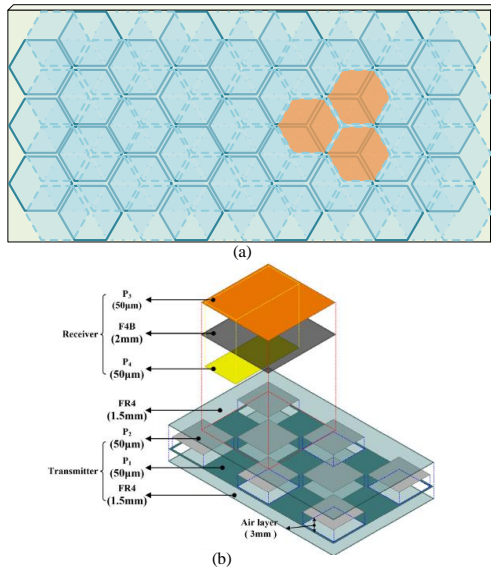 (a)
P₃
(50μm)
Receiver
F4B
(2mm)
P₄
(50μm)
FR4
(1.5mm)
P₂
(50μm)
Transmitter
P₁
(50μm)
FR4
(1.5mm)
Air layer
( 3mm )
(b)